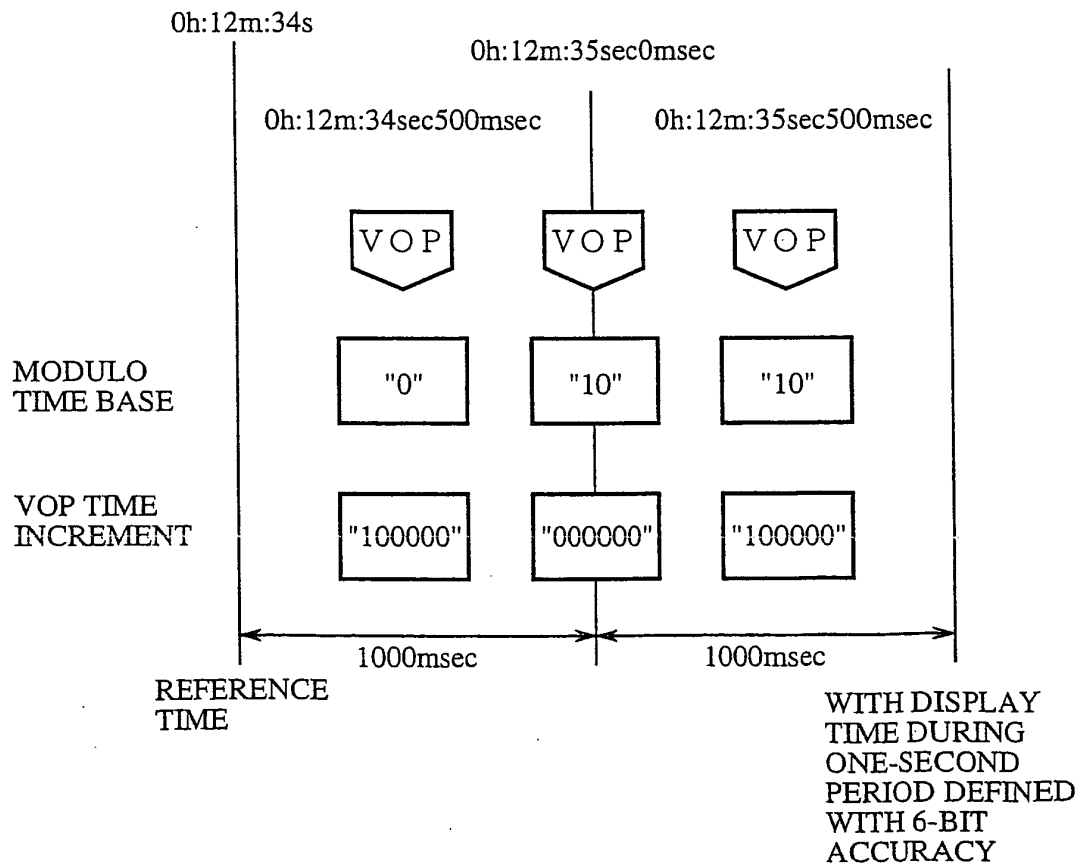 0h:12m:34s
0h:12m:35sec0msec
0h:12m:34sec500msec
0h:12m:35sec500msec
VOP
VOP
VOP
MODULO
TIME BASE
"0"
"10"
"10"
VOP TIME
INCREMENT
"100000"
"000000"
"100000"
1000msec
1000msec
REFERENCE
TIME
WITH DISPLAY
TIME DURING
ONE-SECOND
PERIOD DEFINED
WITH 6-BIT
ACCURACY